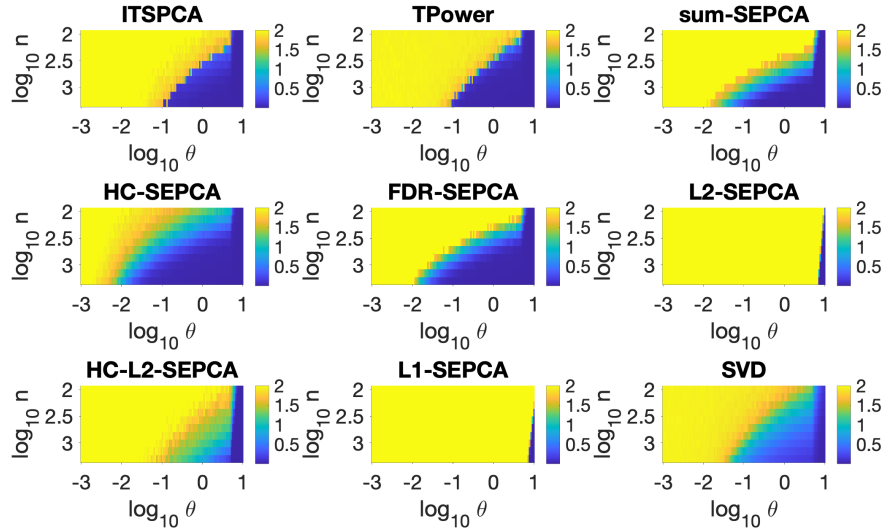 ITSPCA TPower sum-SEPCA
log10 n 2 2.5 3 2 1.5 1 0.5 log10 n 2 2.5 3 2 1.5 1 0.5 log10 n 2 2.5 3 2 1.5 1 0.5
-3 -2 -1 0 1 -3 -2 -1 0 1 -3 -2 -1 0 1
log10 θ log10 θ log10 θ
HC-SEPCA FDR-SEPCA L2-SEPCA
log10 n 2 2.5 3 2 1.5 1 0.5 log10 n 2 2.5 3 2 1.5 1 0.5 log10 n 2 2.5 3 2 1.5 1 0.5
-3 -2 -1 0 1 -3 -2 -1 0 1 -3 -2 -1 0 1
log10 θ log10 θ log10 θ
HC-L2-SEPCA L1-SEPCA SVD
log10 n 2 2.5 3 2 1.5 1 0.5 log10 n 2 2.5 3 2 1.5 1 0.5 log10 n 2 2.5 3 2 1.5 1 0.5
-3 -2 -1 0 1 -3 -2 -1 0 1 -3 -2 -1 0 1
log10 θ log10 θ log10 θ